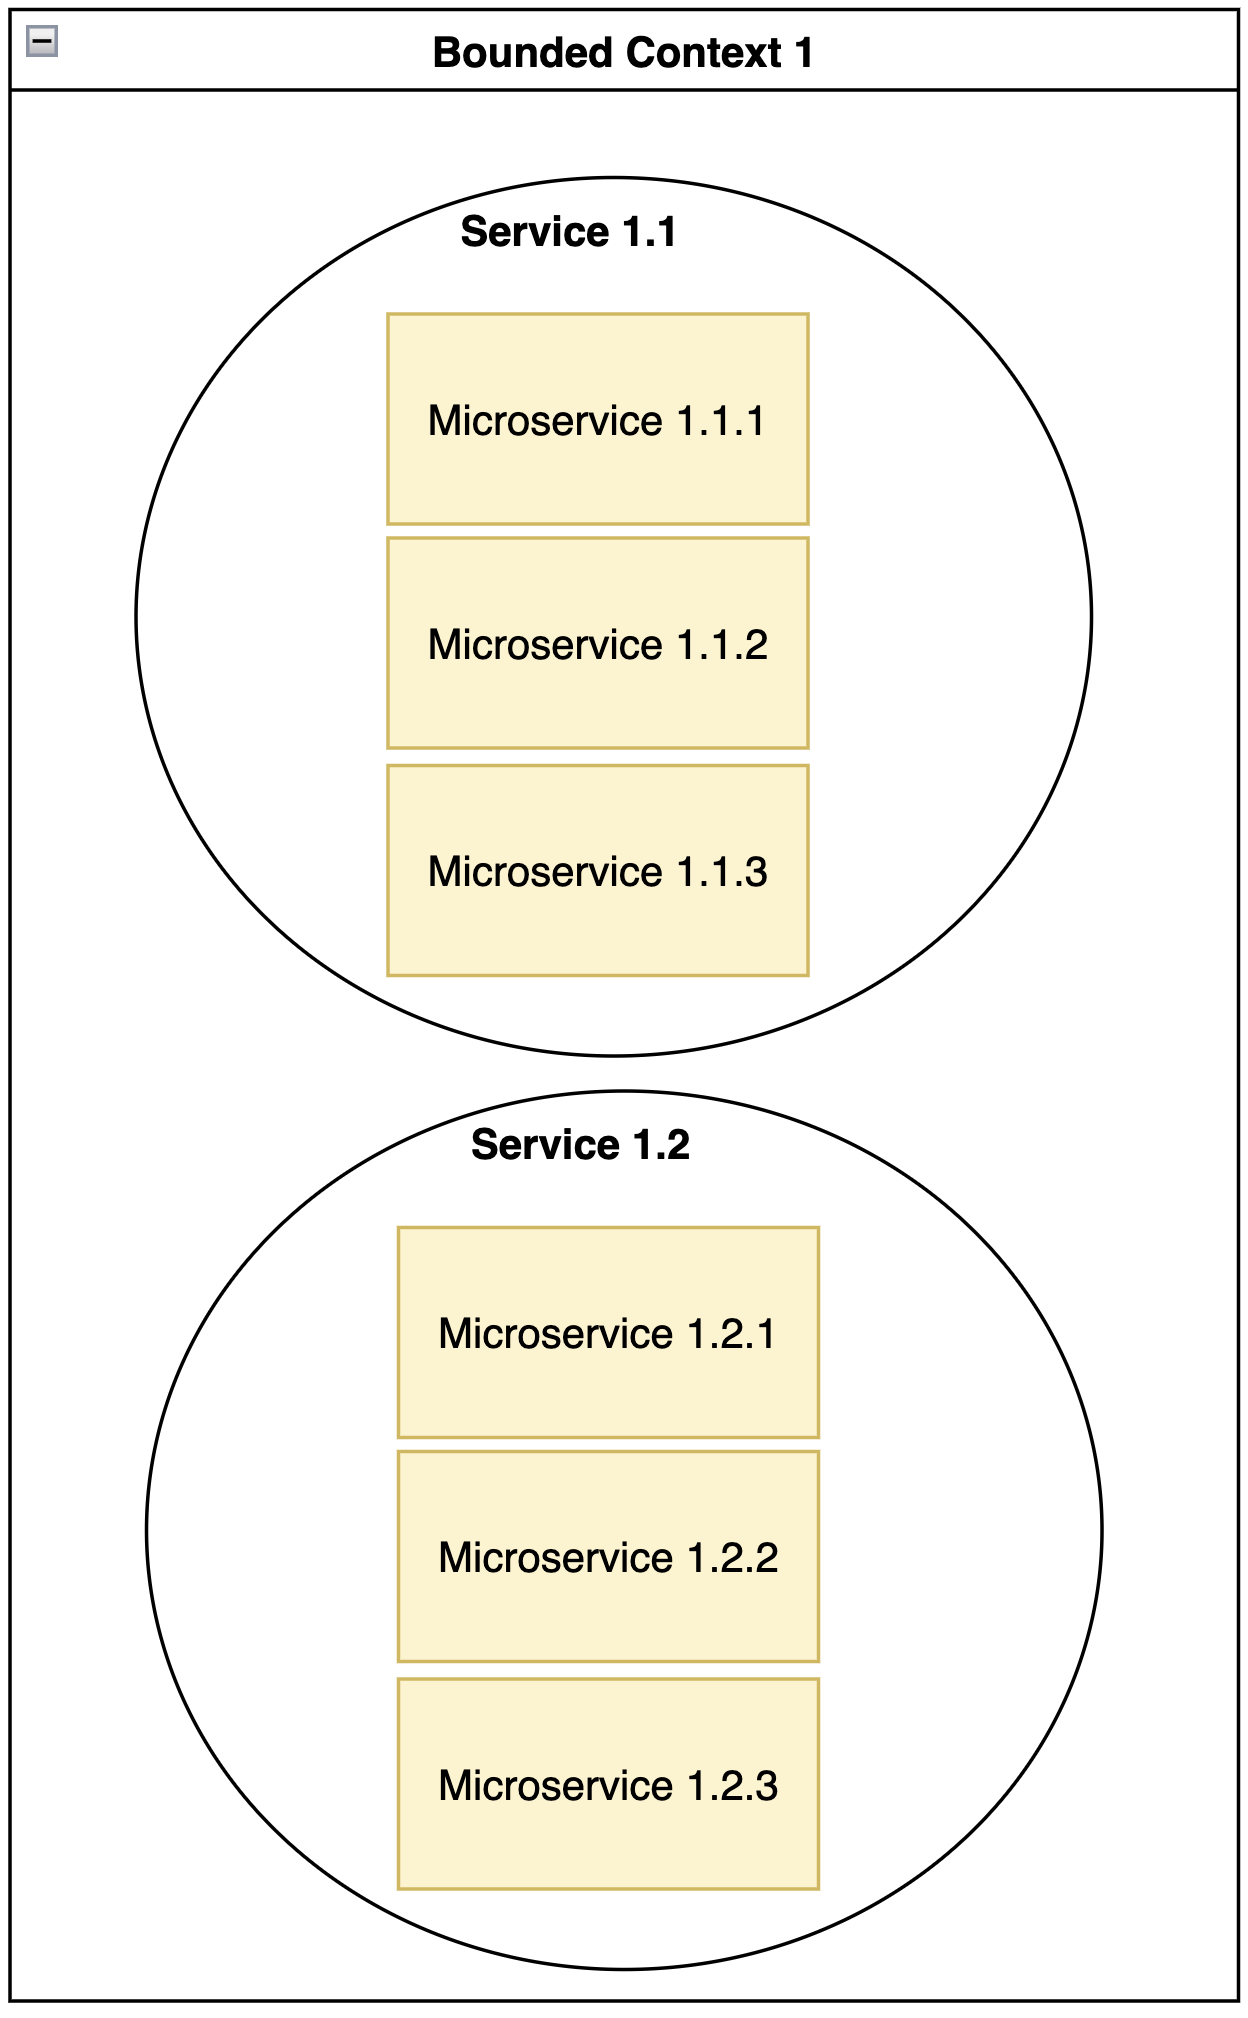 Bounded Context 1
Service 1.1
Microservice 1.1.1
Microservice 1.1.2
Microservice 1.1.3
Service 1.2
Microservice 1.2.1
Microservice 1.2.2
Microservice 1.2.3